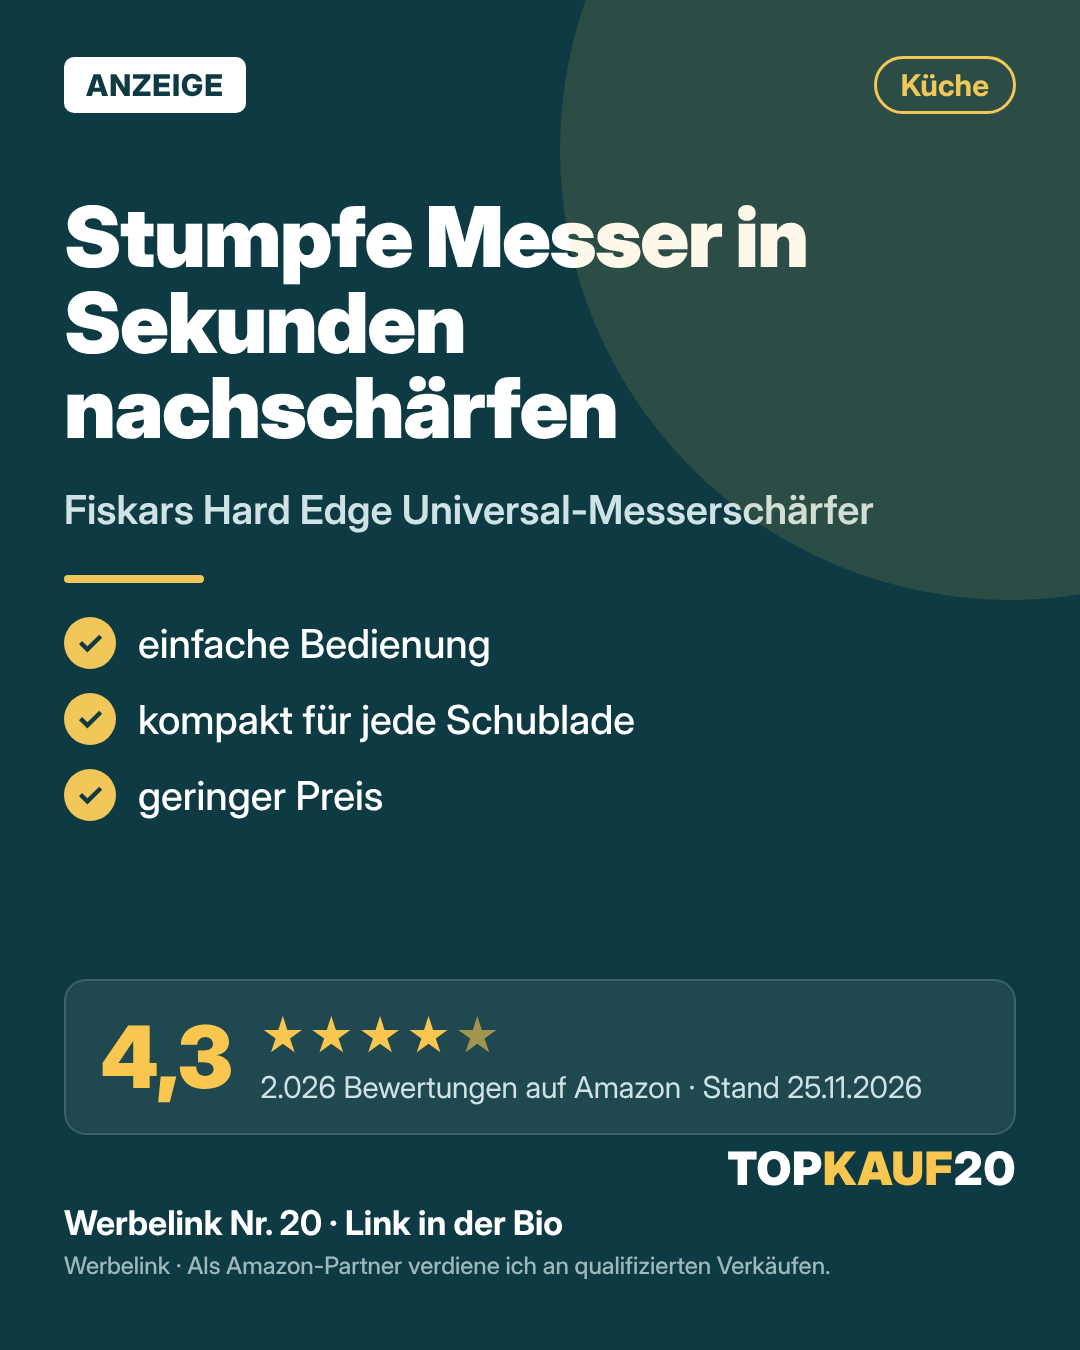 ANZEIGE
Küche
Stumpfe Messer in
Sekunden
nachschärfen
Fiskars Hard Edge Universal-Messerschärfer
einfache Bedienung
kompakt für jede Schublade
geringer Preis
4,3
2.026 Bewertungen auf Amazon · Stand 25.11.2026
TOPKAUF20
Werbelink Nr. 20 · Link in der Bio
Werbelink · Als Amazon-Partner verdiene ich an qualifizierten Verkäufen.